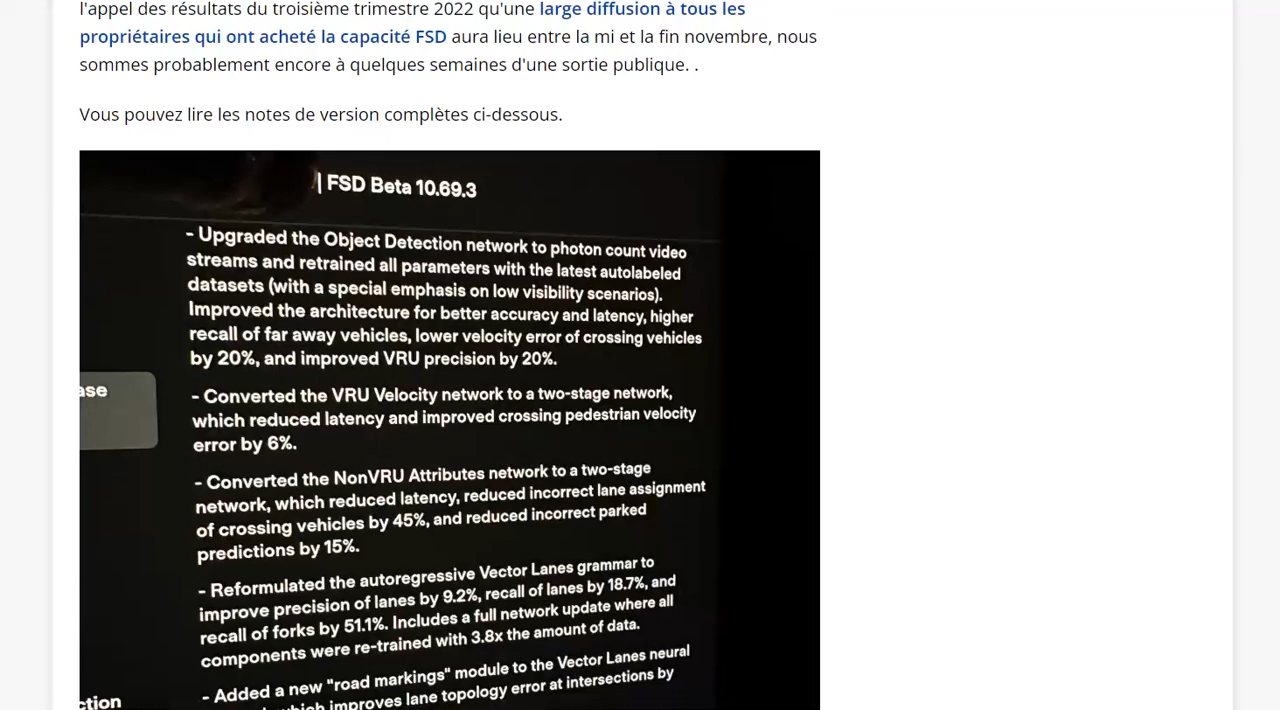 l'appel des résultats du troisième trimestre 2022 qu'une large diffusion à tous les
propriétaires qui ont acheté la capacité FSD aura lieu entre la mi et la fin novembre, nous
sommes probablement encore à quelques semaines d'une sortie publique. .
Vous pouvez lire les notes de version complètes ci-dessous.
| FSD Beta 10.69.3
- Upgraded the Object Detection network to photon count video
streams and retrained all parameters with the latest autolabeled
datasets (with a special emphasis on low visibility scenarios).
Improved the architecture for better accuracy and latency, higher
recall of far away vehicles, lower velocity error of crossing vehicles
by 20%, and improved VRU precision by 20%.
- Converted the VRU Velocity network to a two-stage network,
which reduced latency and improved crossing pedestrian velocity
error by 6%.
- Converted the NonVRU Attributes network to a two-stage
network, which reduced latency, reduced incorrect lane assignment
of crossing vehicles by 45%, and reduced incorrect parked
predictions by 15%.
- Reformulated the autoregressive Vector Lanes grammar to
improve precision of lanes by 9.2%, recall of lanes by 18.7%, and
recall of forks by 51.1%. Includes a full network update where all
components were re-trained with 3.8x the amount of data.
- Added a new "road markings" module to the Vector Lanes neural
which improves lane topology error at intersections by
ase
ction